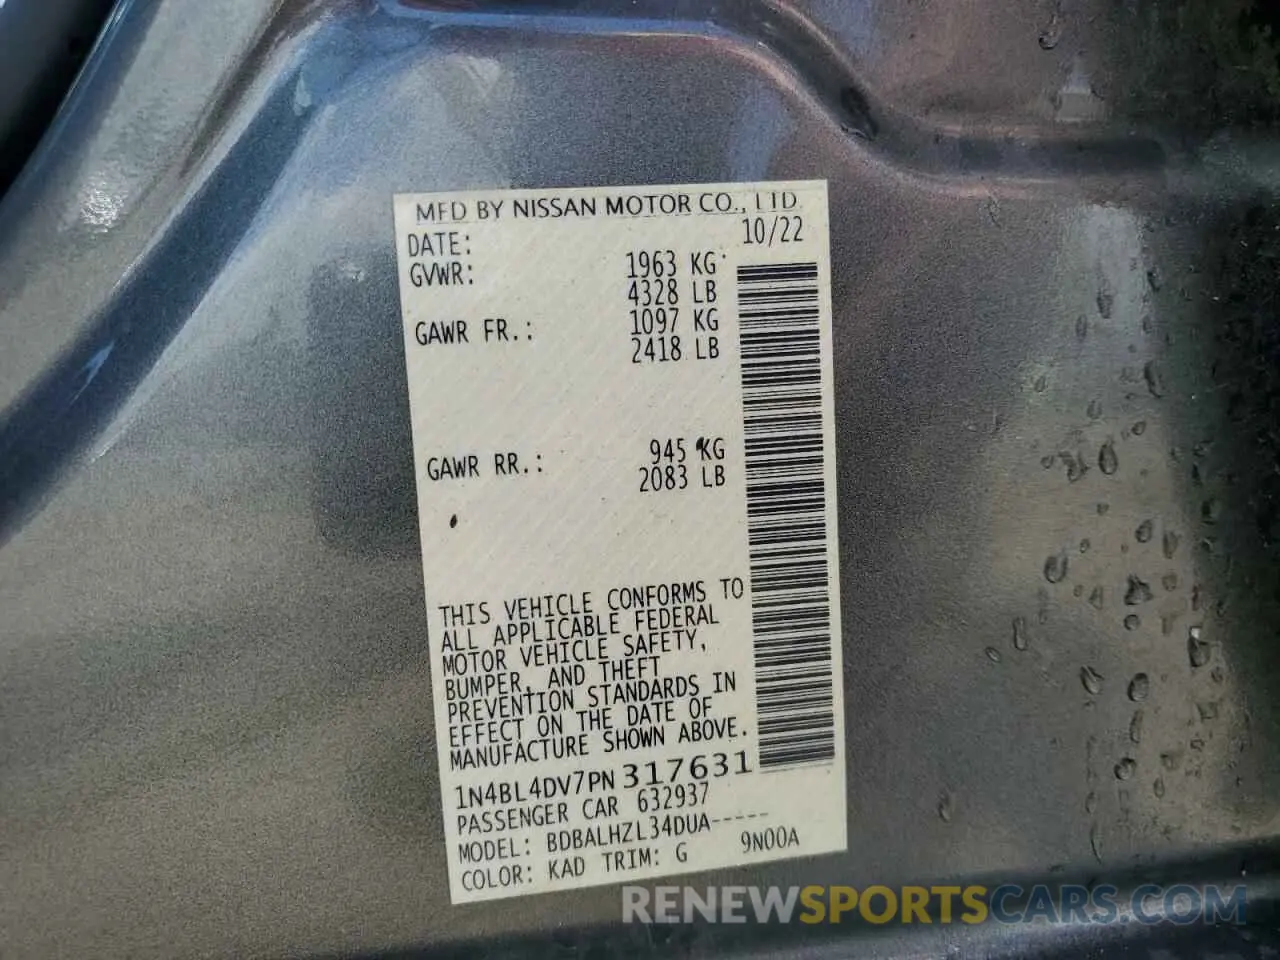 MFD BY NISSAN MOTOR CO., LTD.
DATE: 10/22
GVWR: 1963 KG
4328 LB
GAWR FR.: 1097 KG
2418 LB
GAWR RR.: 945 KG
2083 LB
THIS VEHICLE CONFORMS TO
ALL APPLICABLE FEDERAL
MOTOR VEHICLE SAFETY,
BUMPER, AND THEFT
PREVENTION STANDARDS IN
EFFECT ON THE DATE OF
MANUFACTURE SHOWN ABOVE.
1N4BL4DV7PN317631
PASSENGER CAR 632937
MODEL: BDBALHZL34DUA-----
COLOR: KAD TRIM: G 9N00A
RENEWSPORTSCARS.COM